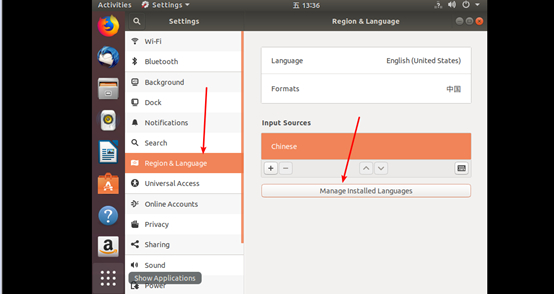 Activities Settings 五 13:36
Settings Region & Language
Wi-Fi
Bluetooth
Background
Dock
Notifications
Search
Region & Language
Universal Access
Online Accounts
Privacy
Sharing
Sound
Power
Show Applications
Language English (United States)
Formats 中国
Input Sources
Chinese
Manage Installed Languages